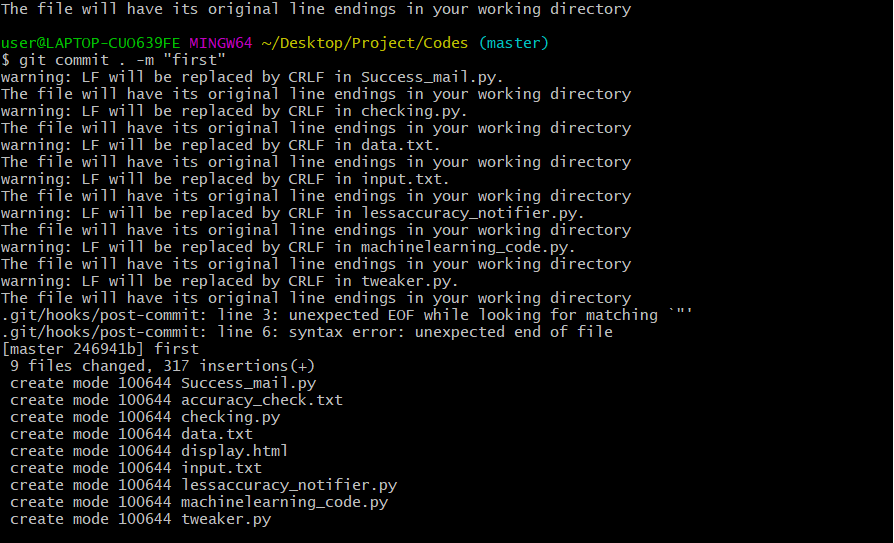 The file will have its original line endings in your working directory
user@LAPTOP-CUO639FE MINGW64 ~/Desktop/Project/Codes (master)
$ git commit . -m "first"
warning: LF will be replaced by CRLF in Success_mail.py.
The file will have its original line endings in your working directory
warning: LF will be replaced by CRLF in checking.py.
The file will have its original line endings in your working directory
warning: LF will be replaced by CRLF in data.txt.
The file will have its original line endings in your working directory
warning: LF will be replaced by CRLF in input.txt.
The file will have its original line endings in your working directory
warning: LF will be replaced by CRLF in lessaccuracy_notifier.py.
The file will have its original line endings in your working directory
warning: LF will be replaced by CRLF in machinelearning_code.py.
The file will have its original line endings in your working directory
warning: LF will be replaced by CRLF in tweaker.py.
The file will have its original line endings in your working directory
.git/hooks/post-commit: line 3: unexpected EOF while looking for matching `"'
.git/hooks/post-commit: line 6: syntax error: unexpected end of file
[master 246941b] first
 9 files changed, 317 insertions(+)
 create mode 100644 Success_mail.py
 create mode 100644 accuracy_check.txt
 create mode 100644 checking.py
 create mode 100644 data.txt
 create mode 100644 display.html
 create mode 100644 input.txt
 create mode 100644 lessaccuracy_notifier.py
 create mode 100644 machinelearning_code.py
 create mode 100644 tweaker.py